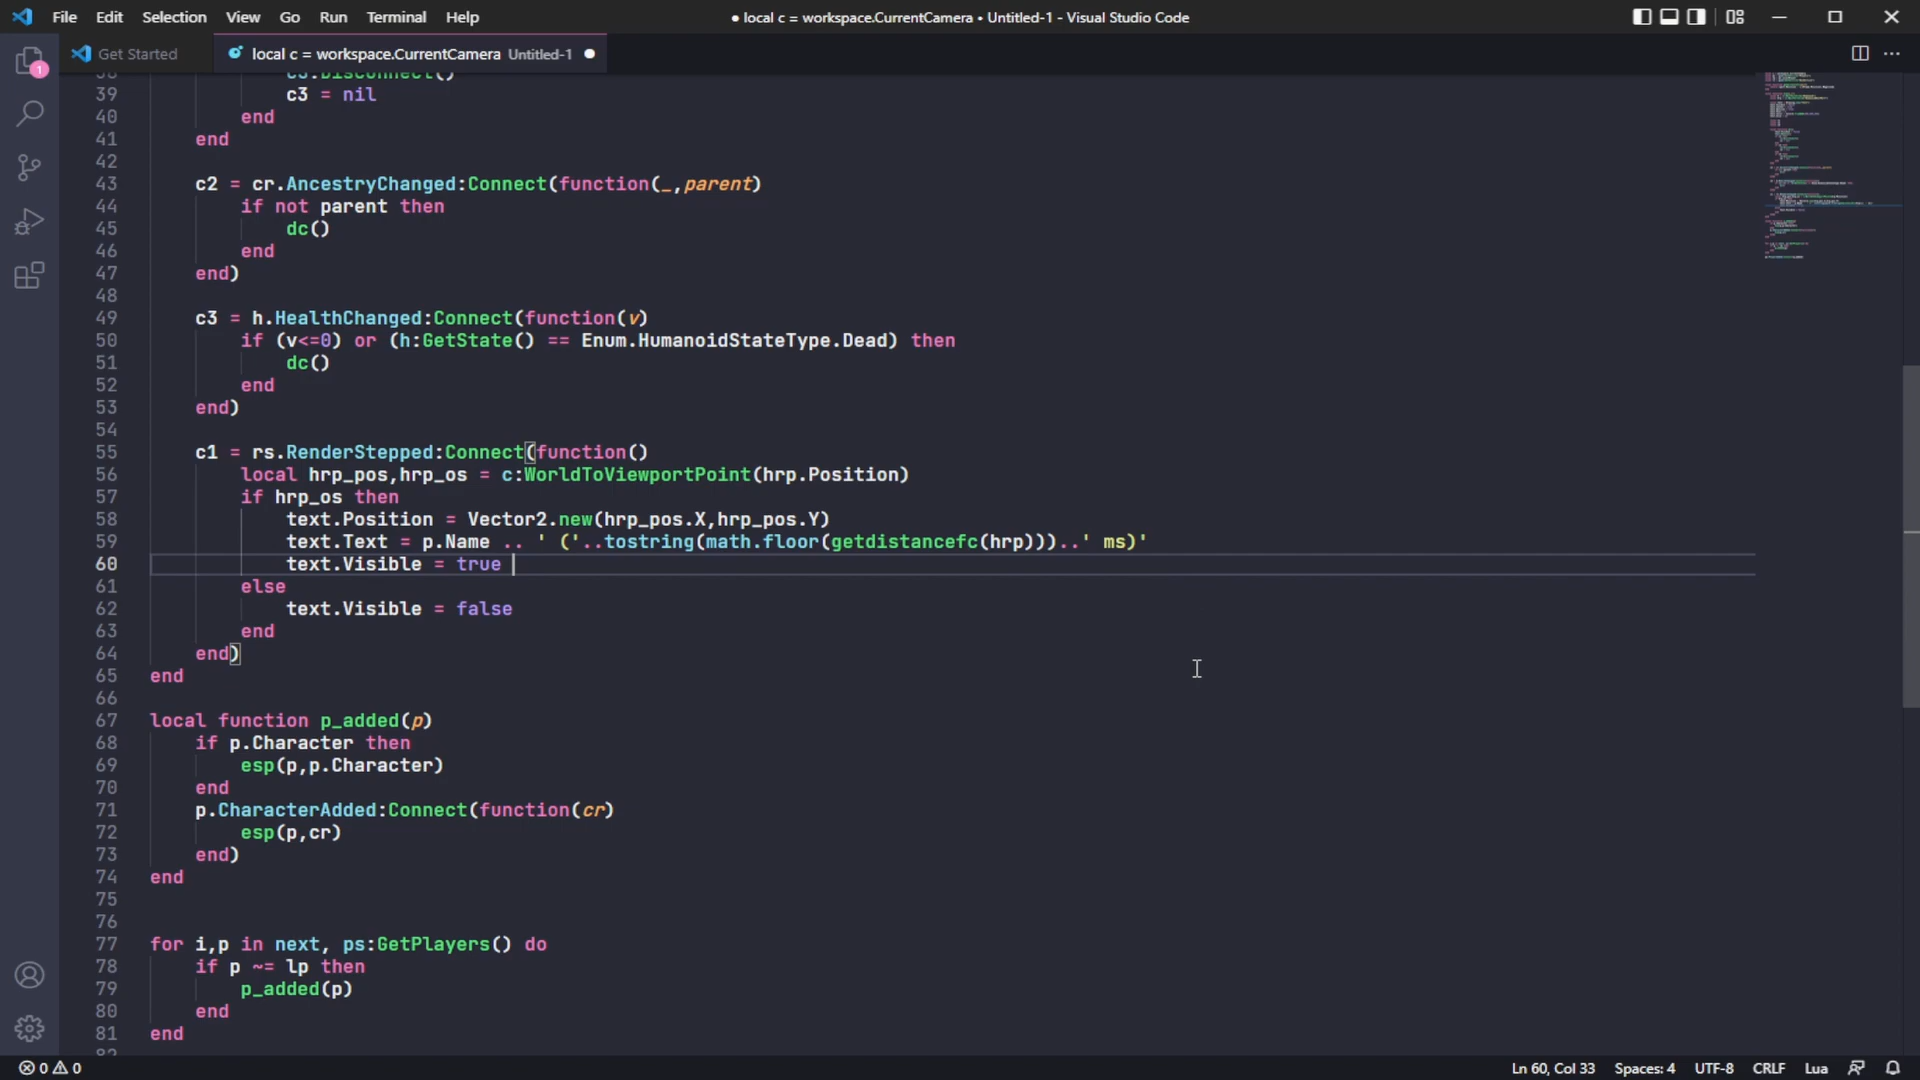 File Edit Selection View Go Run Terminal Help
● local c = workspace.CurrentCamera • Untitled-1 - Visual Studio Code
Get Started
local c = workspace.CurrentCamera Untitled-1
1
38 c3:Disconnect()
39 c3 = nil
40 end
41 end
42
43 c2 = cr.AncestryChanged:Connect(function(_,parent)
44 if not parent then
45 dc()
46 end
47 end)
48
49 c3 = h.HealthChanged:Connect(function(v)
50 if (v<=0) or (h:GetState() == Enum.HumanoidStateType.Dead) then
51 dc()
52 end
53 end)
54
55 c1 = rs.RenderStepped:Connect(function()
56 local hrp_pos,hrp_os = c:WorldToViewportPoint(hrp.Position)
57 if hrp_os then
58 text.Position = Vector2.new(hrp_pos.X,hrp_pos.Y)
59 text.Text = p.Name .. ' ('..tostring(math.floor(getdistancefc(hrp)))..' ms)'
60 text.Visible = true
61 else
62 text.Visible = false
63 end
64 end)
65 end
66
67 local function p_added(p)
68 if p.Character then
69 esp(p,p.Character)
70 end
71 p.CharacterAdded:Connect(function(cr)
72 esp(p,cr)
73 end)
74 end
75
76
77 for i,p in next, ps:GetPlayers() do
78 if p ~= lp then
79 p_added(p)
80 end
81 end
82
0 0
Ln 60, Col 33 Spaces: 4 UTF-8 CRLF Lua